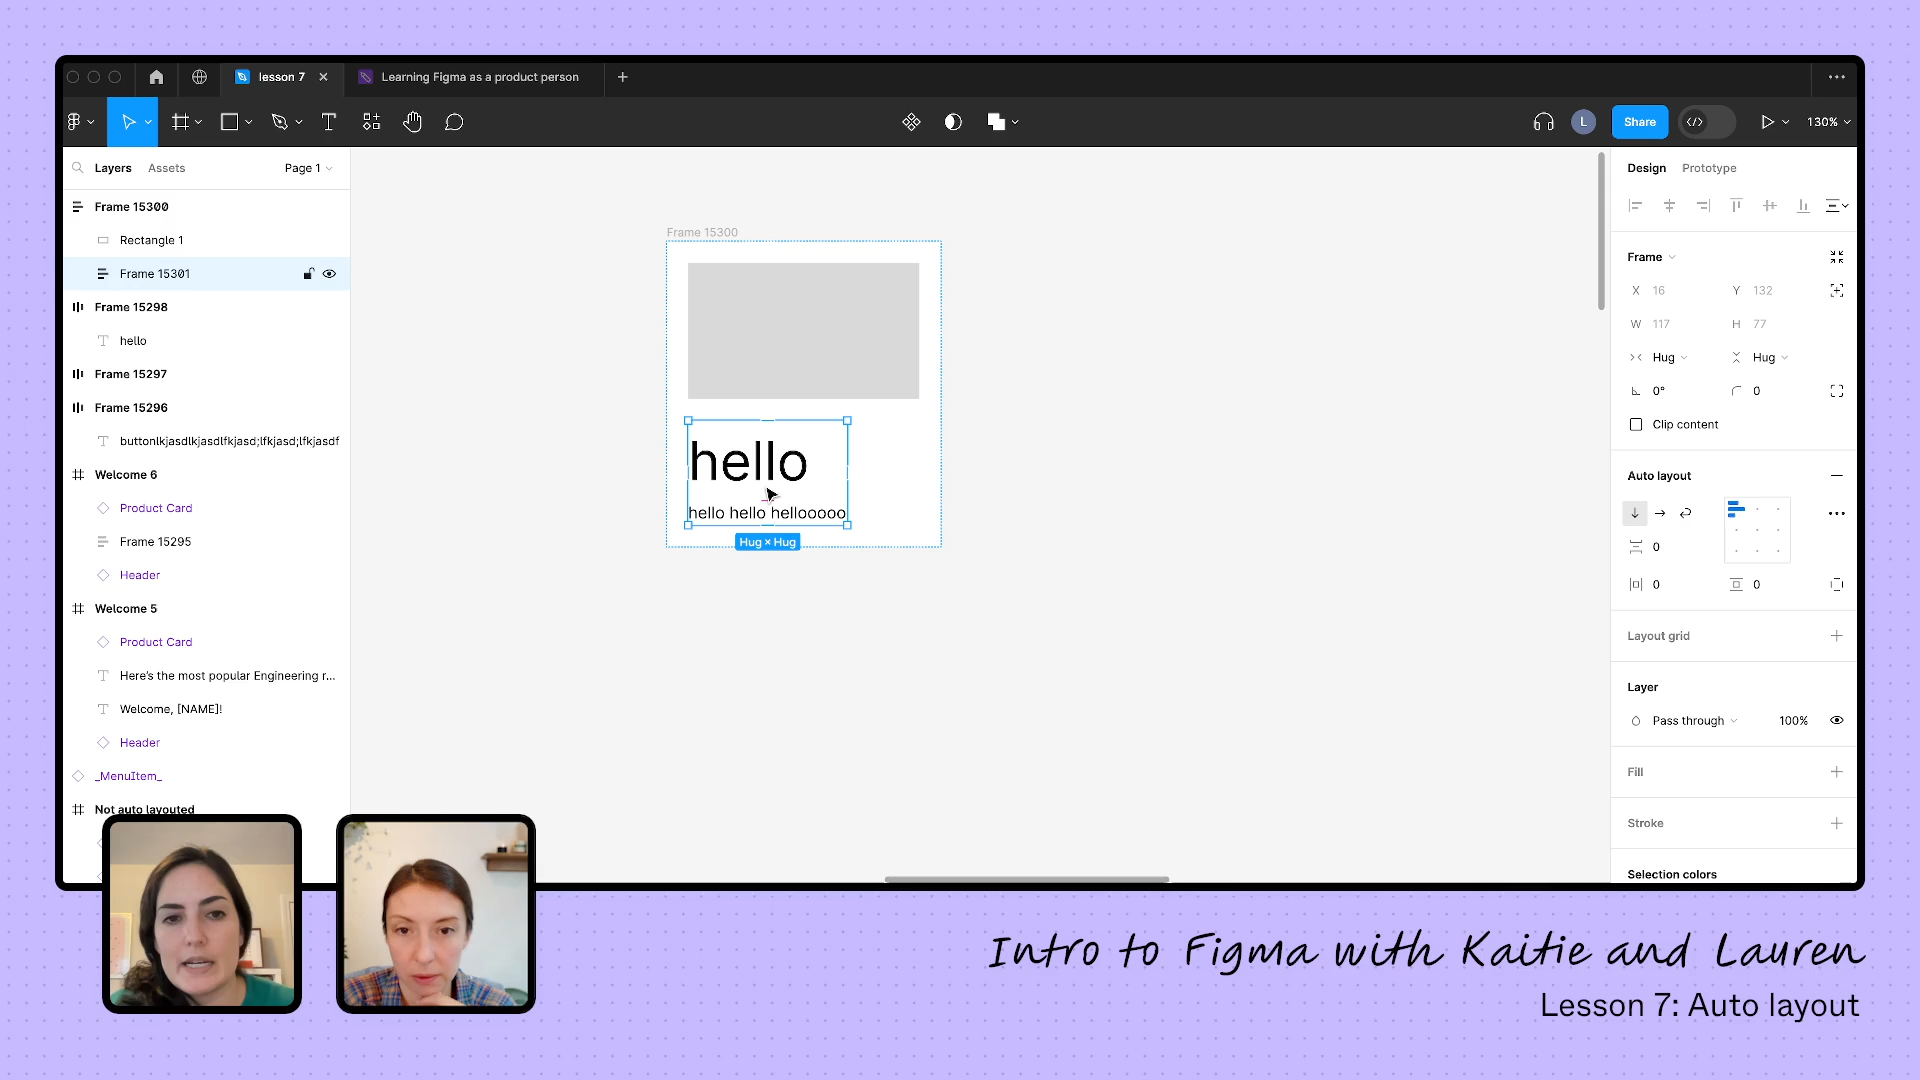 lesson 7
Learning Figma as a product person
L
Share
130%
Layers
Assets
Page 1
Frame 15300
Rectangle 1
Frame 15301
Frame 15298
hello
Frame 15297
Frame 15296
buttonlkjasdlkjasdlfkjasd;lfkjasd;lfkjasdf
Welcome 6
Product Card
Frame 15295
Header
Welcome 5
Product Card
Here's the most popular Engineering r...
Welcome, [NAME]!
Header
_MenuItem_
Not auto layouted
Frame 15300
hello
hello hello hellooooo
Hug × Hug
Design
Prototype
Frame
X 16
Y 132
W 117
H 77
Hug
Hug
0°
0
Clip content
Auto layout
0
0
0
Layout grid
Layer
Pass through
100%
Fill
Stroke
Selection colors
Intro to Figma with Kaitie and Lauren
Lesson 7: Auto layout